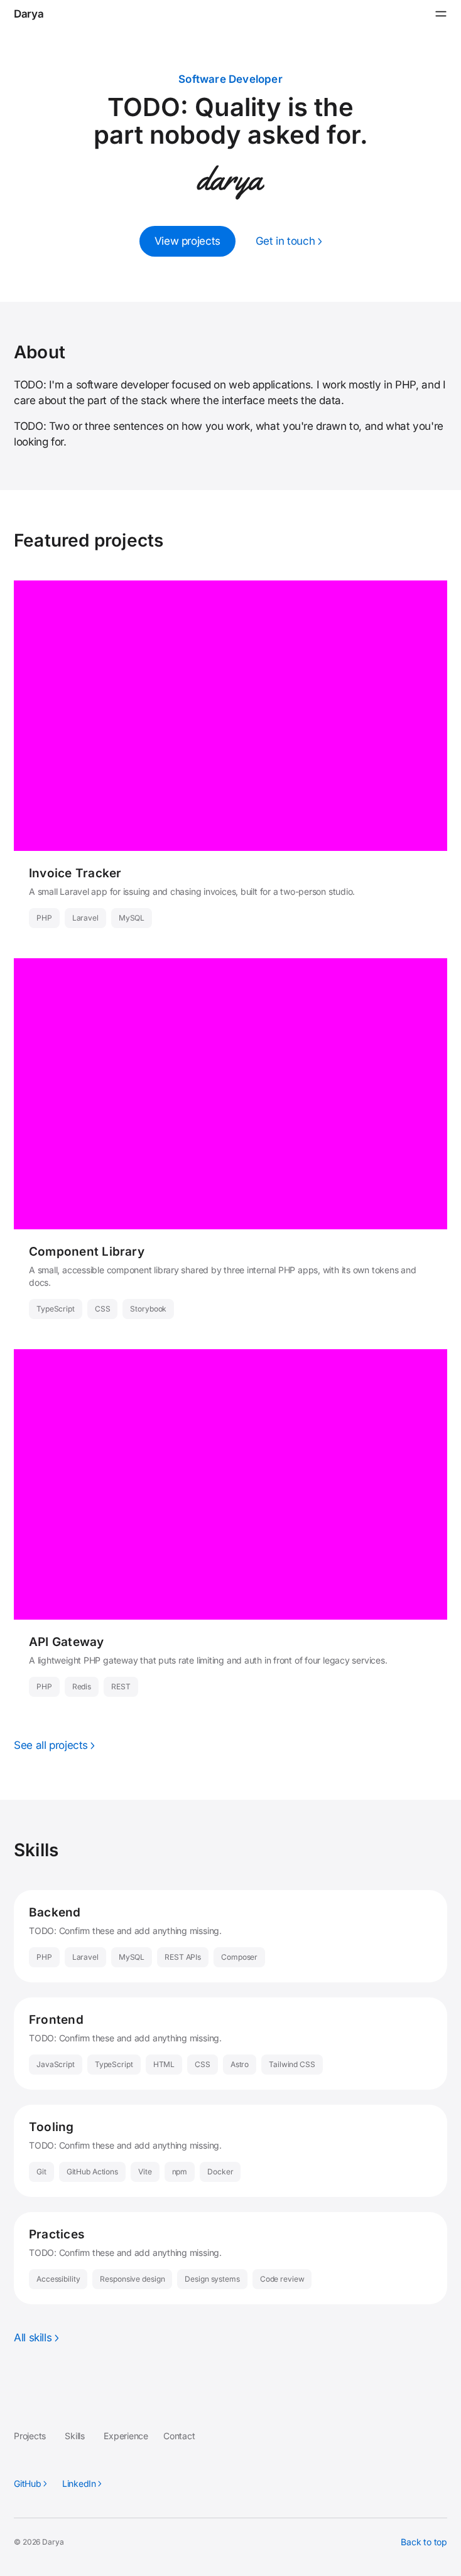 Darya
Software Developer
TODO: Quality is the
part nobody asked for.
darya
View projects
Get in touch
About
TODO: I'm a software developer focused on web applications. I work mostly in PHP, and I
care about the part of the stack where the interface meets the data.
TODO: Two or three sentences on how you work, what you're drawn to, and what you're
looking for.
Featured projects
Invoice Tracker
A small Laravel app for issuing and chasing invoices, built for a two-person studio.
PHP Laravel MySQL
Component Library
A small, accessible component library shared by three internal PHP apps, with its own tokens and
docs.
TypeScript CSS Storybook
API Gateway
A lightweight PHP gateway that puts rate limiting and auth in front of four legacy services.
PHP Redis REST
See all projects
Skills
Backend
TODO: Confirm these and add anything missing.
PHP Laravel MySQL REST APIs Composer
Frontend
TODO: Confirm these and add anything missing.
JavaScript TypeScript HTML CSS Astro Tailwind CSS
Tooling
TODO: Confirm these and add anything missing.
Git GitHub Actions Vite npm Docker
Practices
TODO: Confirm these and add anything missing.
Accessibility Responsive design Design systems Code review
All skills
Projects Skills Experience Contact
GitHub LinkedIn
© 2026 Darya Back to top